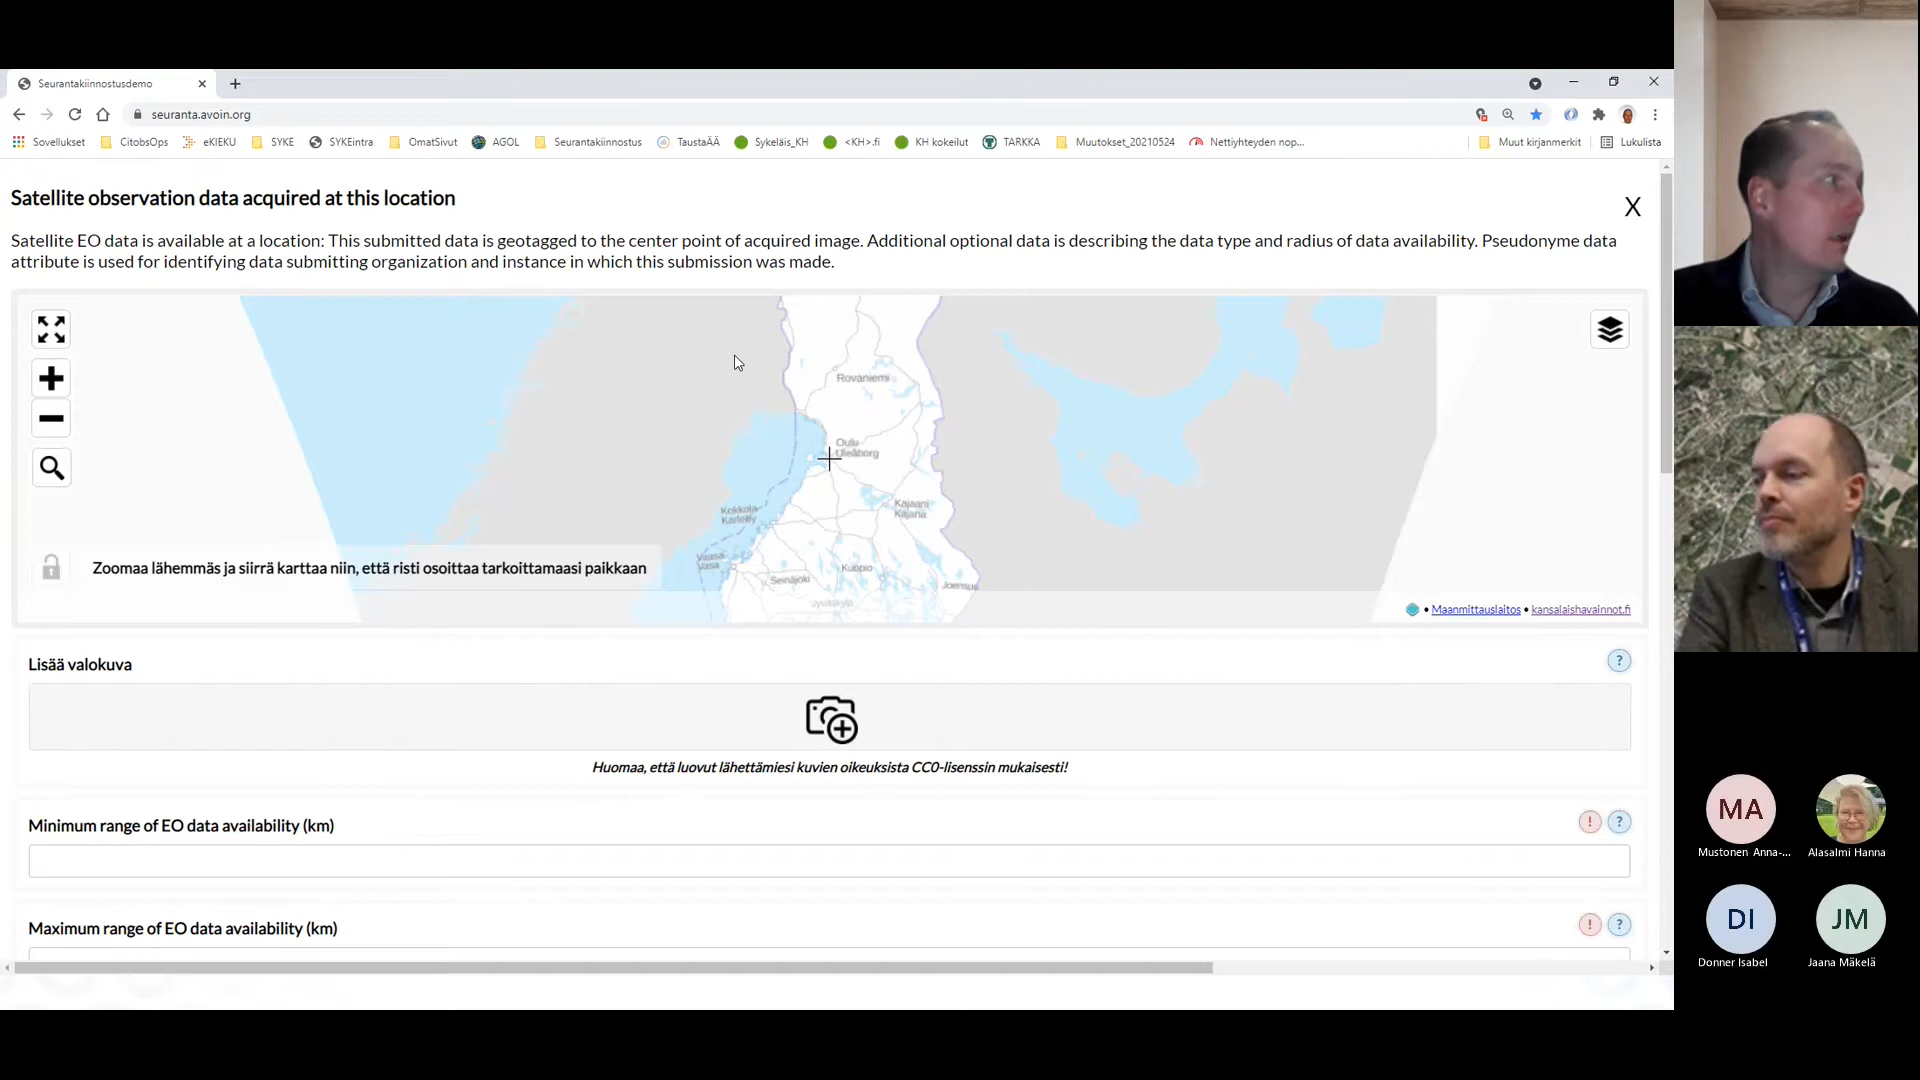 Seurantakiinnostusdemo
seuranta.avoin.org
Sovellukset CitobsOps eKIEKU SYKE SYKEintra OmatSivut AGOL Seurantakiinnostus TaustaÄÄ Sykeläis_KH <KH>.fi KH kokeilut TARKKA Muutokset_20210524 Nettiyhteyden nop... Muut kirjanmerkit Lukulista
Satellite observation data acquired at this location
X
Satellite EO data is available at a location: This submitted data is geotagged to the center point of acquired image. Additional optional data is describing the data type and radius of data availability. Pseudonyme data
attribute is used for identifying data submitting organization and instance in which this submission was made.
Rovaniemi
Oulu
Uleåborg
Kajaani
Kajana
Kokkola
Karleby
Vaasa
Vasa
Kuopio
Seinäjoki
Joensuu
Jyväskylä
Zoomaa lähemmäs ja siirrä karttaa niin, että risti osoittaa tarkoittamaasi paikkaan
• Maanmittauslaitos • kansalaishavainnot.fi
Lisää valokuva
?
Huomaa, että luovut lähettämiesi kuvien oikeuksista CC0-lisenssin mukaisesti!
Minimum range of EO data availability (km)
! ?
Maximum range of EO data availability (km)
! ?
MA
Mustonen Anna-...
Alasalmi Hanna
DI
Donner Isabel
JM
Jaana Mäkelä